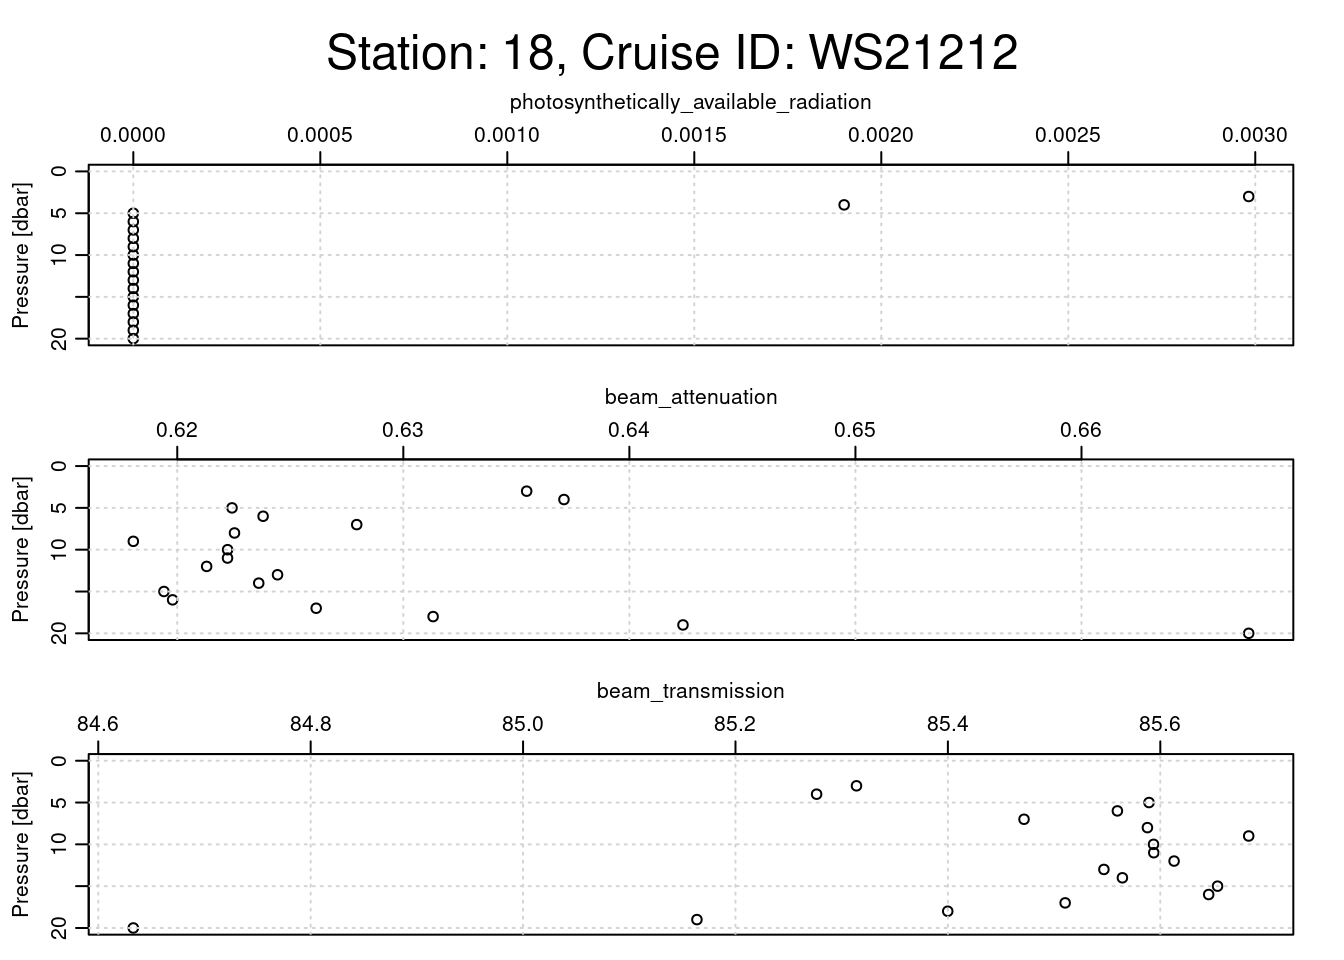 Station: 18, Cruise ID: WS21212
photosynthetically_available_radiation
0.0000 0.0005 0.0010 0.0015 0.0020 0.0025 0.0030
Pressure [dbar]
0
5
10
20
beam_attenuation
0.62 0.63 0.64 0.65 0.66
Pressure [dbar]
0
5
10
20
beam_transmission
84.6 84.8 85.0 85.2 85.4 85.6
Pressure [dbar]
0
5
10
20